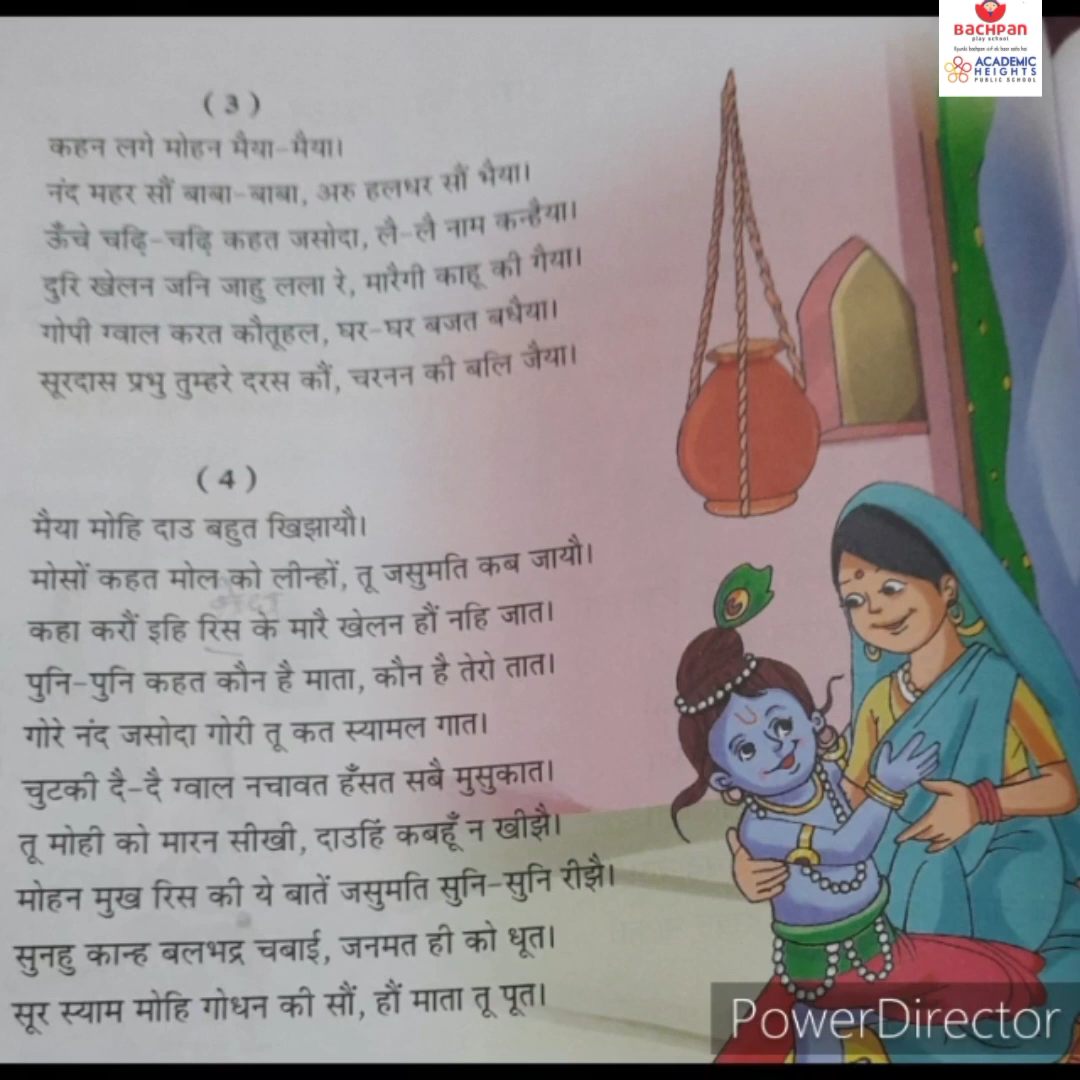 BACHPAN
play school
ACADEMIC
HEIGHTS
PUBLIC SCHOOL
(3)
कहन लगे मोहन मैया-मैया।
नंद महर सौं बाबा-बाबा, अरु हलधर सौं भैया।
ऊँचे चढ़ि-चढ़ि कहत जसोदा, लै-लै नाम कन्हैया।
दुरि खेलन जनि जाहु लला रे, मारैगी काहू की गैया।
गोपी ग्वाल करत कौतूहल, घर-घर बजत बधैया।
सूरदास प्रभु तुम्हरे दरस कौं, चरनन की बलि जैया।
(4)
मैया मोहि दाउ बहुत खिझायौ।
मोसों कहत मोल को लीन्हों, तू जसुमति कब जायौ।
कहा करौं इहि रिस के मारै खेलन हौं नहि जात।
पुनि-पुनि कहत कौन है माता, कौन है तेरो तात।
गोरे नंद जसोदा गोरी तू कत स्यामल गात।
चुटकी दै-दै ग्वाल नचावत हँसत सबै मुसुकात।
तू मोही को मारन सीखी, दाउहिं कबहूँ न खीझै।
मोहन मुख रिस की ये बातें जसुमति सुनि-सुनि रीझै।
सुनहु कान्ह बलभद्र चबाई, जनमत ही को धूत।
सूर स्याम मोहि गोधन की सौं, हौं माता तू पूत।
PowerDirector